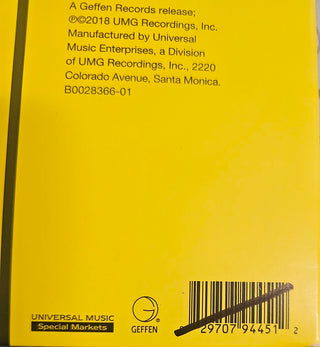 A Geffen Records release;
℗©2018 UMG Recordings, Inc.
Manufactured by Universal
Music Enterprises, a Division
of UMG Recordings, Inc., 2220
Colorado Avenue, Santa Monica.
B0028366-01
UNIVERSAL MUSIC
Special Markets
GEFFEN
29707 94451 2